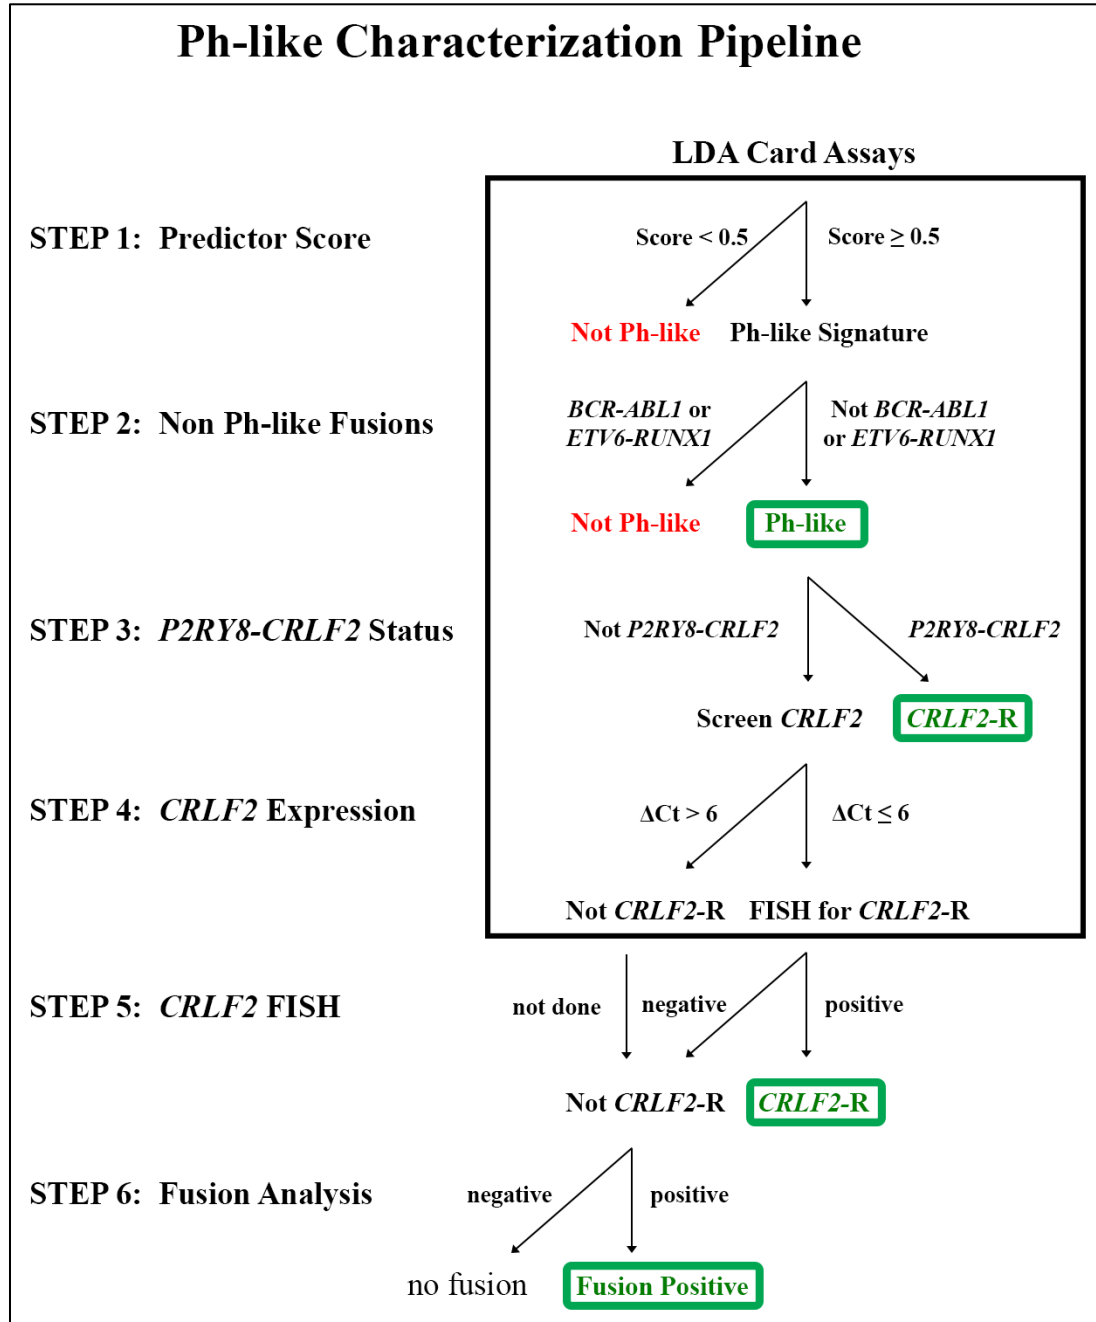 Ph-like Characterization Pipeline
LDA Card Assays
STEP 1: Predictor Score
Score < 0.5
Score ≥ 0.5
Not Ph-like
Ph-like Signature
STEP 2: Non Ph-like Fusions
BCR-ABL1 or
ETV6-RUNX1
Not BCR-ABL1
or ETV6-RUNX1
Not Ph-like
Ph-like
STEP 3: P2RY8-CRLF2 Status
Not P2RY8-CRLF2
P2RY8-CRLF2
Screen CRLF2
CRLF2-R
STEP 4: CRLF2 Expression
ΔCt > 6
ΔCt ≤ 6
Not CRLF2-R
FISH for CRLF2-R
STEP 5: CRLF2 FISH
not done
negative
positive
Not CRLF2-R
CRLF2-R
STEP 6: Fusion Analysis
negative
positive
no fusion
Fusion Positive